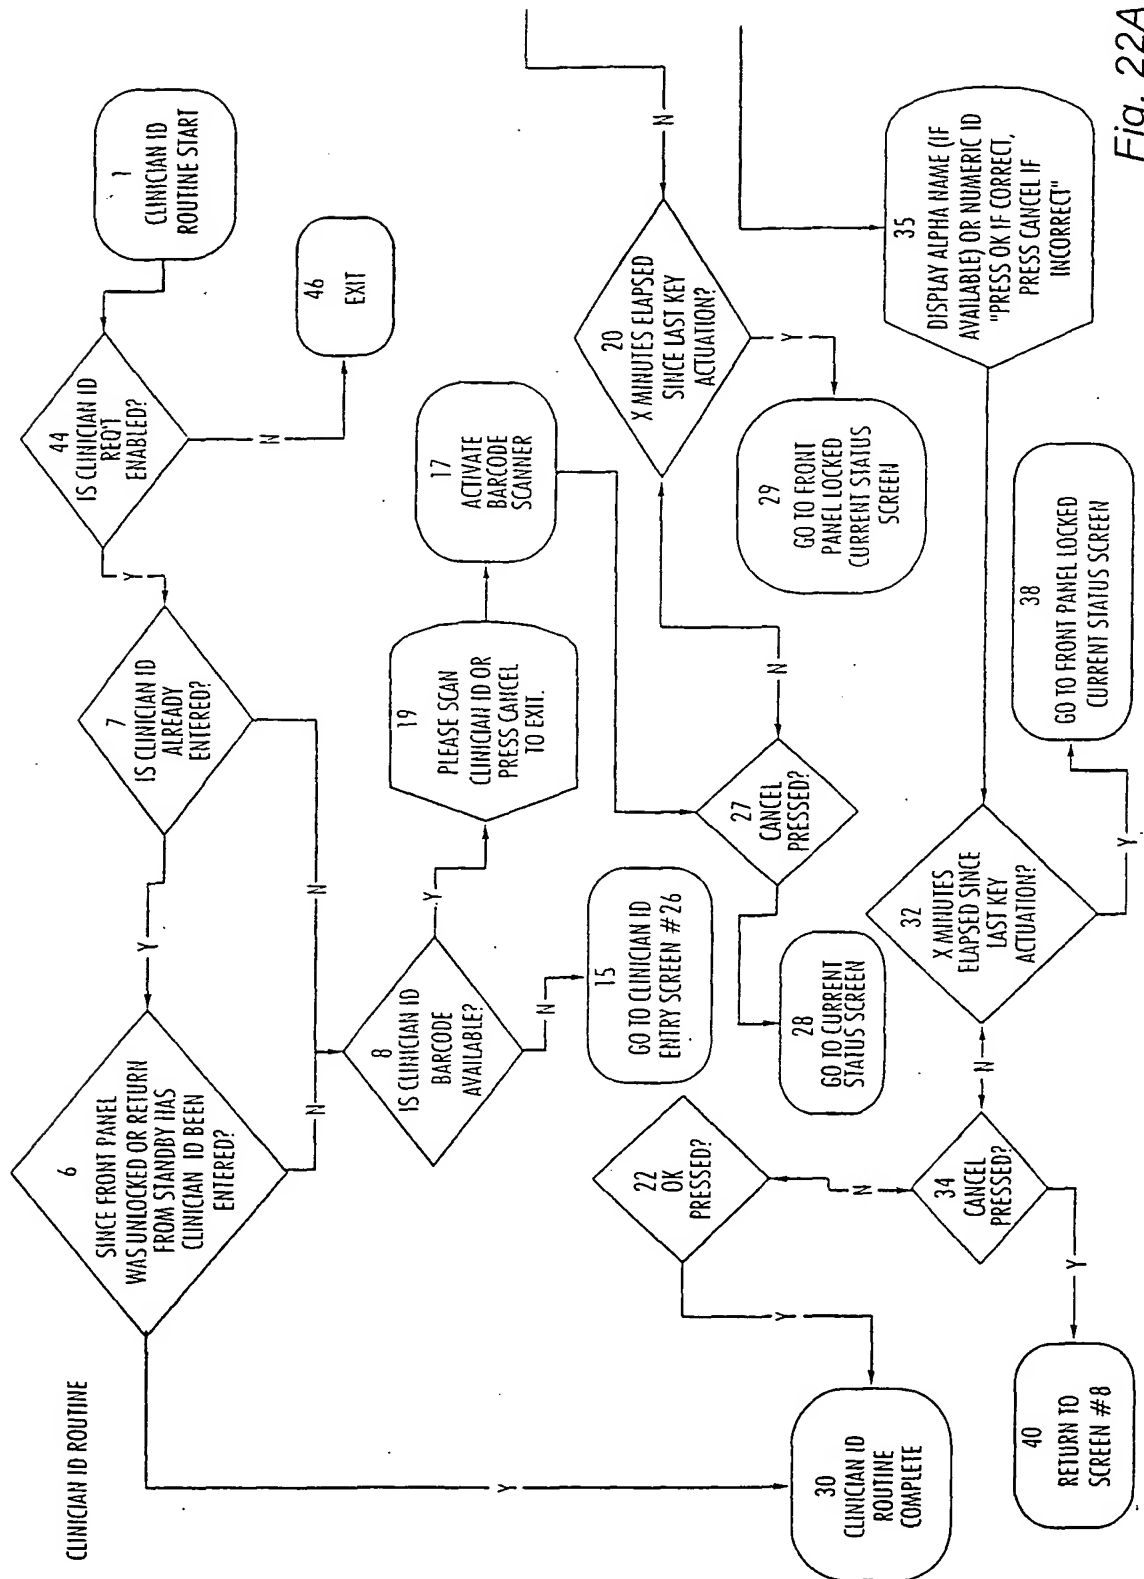 CLINICIAN ID ROUTINE
1
CLINICIAN ID
ROUTINE START
44
IS CLINICIAN ID
REQ'T
ENABLED?
N
46
EXIT
Y
7
IS CLINICIAN ID
ALREADY
ENTERED?
Y
N
6
SINCE FRONT PANEL
WAS UNLOCKED OR RETURN
FROM STANDBY HAS
CLINICIAN ID BEEN
ENTERED?
N
Y
8
IS CLINICIAN ID
BARCODE
AVAILABLE?
Y
N
15
GO TO CLINICIAN ID
ENTRY SCREEN #26
19
PLEASE SCAN
CLINICIAN ID OR
PRESS CANCEL
TO EXIT.
17
ACTIVATE
BARCODE
SCANNER
27
CANCEL
PRESSED?
N
28
GO TO CURRENT
STATUS SCREEN
20
X MINUTES ELAPSED
SINCE LAST KEY
ACTUATION?
N
Y
29
GO TO FRONT
PANEL LOCKED
CURRENT STATUS
SCREEN
35
DISPLAY ALPHA NAME (IF
AVAILABLE) OR NUMERIC ID
"PRESS OK IF CORRECT,
PRESS CANCEL IF
INCORRECT"
32
X MINUTES
ELAPSED SINCE
LAST KEY
ACTUATION?
Y
38
GO TO FRONT PANEL LOCKED
CURRENT STATUS SCREEN
N
34
CANCEL
PRESSED?
Y
40
RETURN TO
SCREEN #8
N
22
OK
PRESSED?
Y
30
CLINICIAN ID
ROUTINE
COMPLETE
Fig. 22A